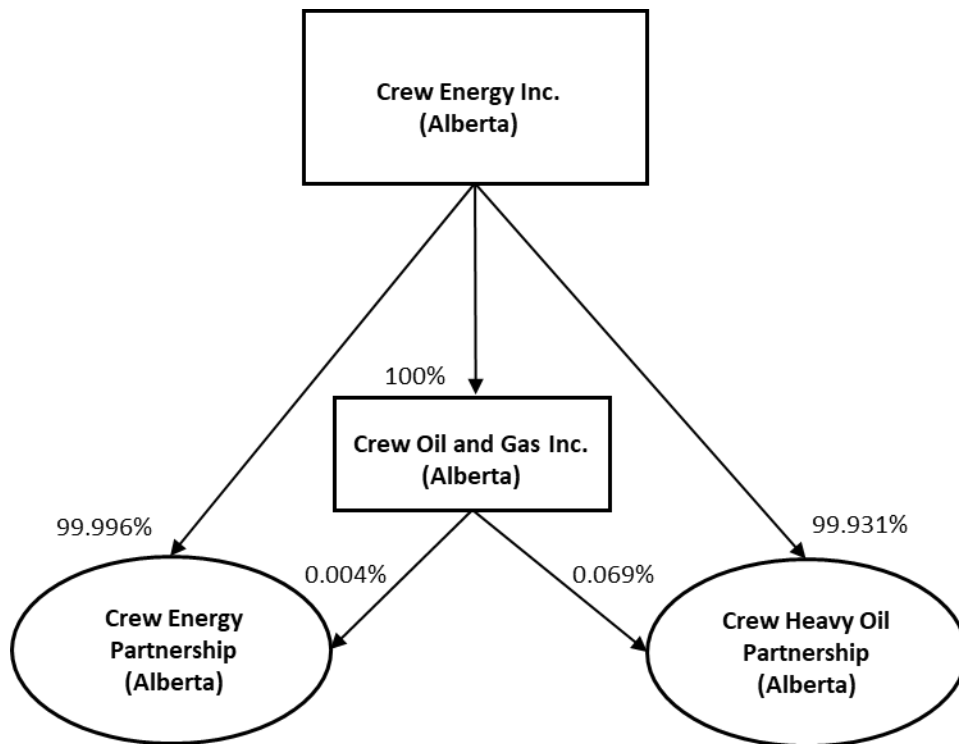 Crew Energy Inc.
(Alberta)
100%
Crew Oil and Gas Inc.
(Alberta)
99.996%
99.931%
0.004%
0.069%
Crew Energy
Partnership
(Alberta)
Crew Heavy Oil
Partnership
(Alberta)